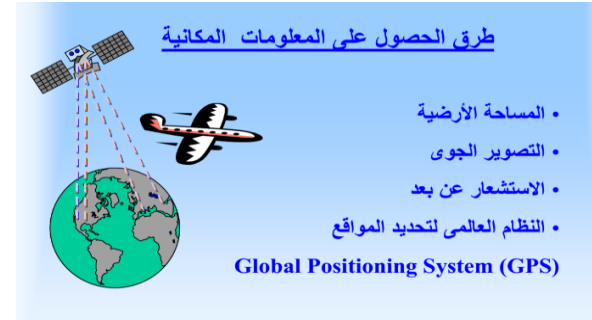 طرق الحصول على المعلومات المكانية
• المساحة الأرضية
• التصوير الجوى
• الاستشعار عن بعد
• النظام العالمى لتحديد المواقع
Global Positioning System (GPS)